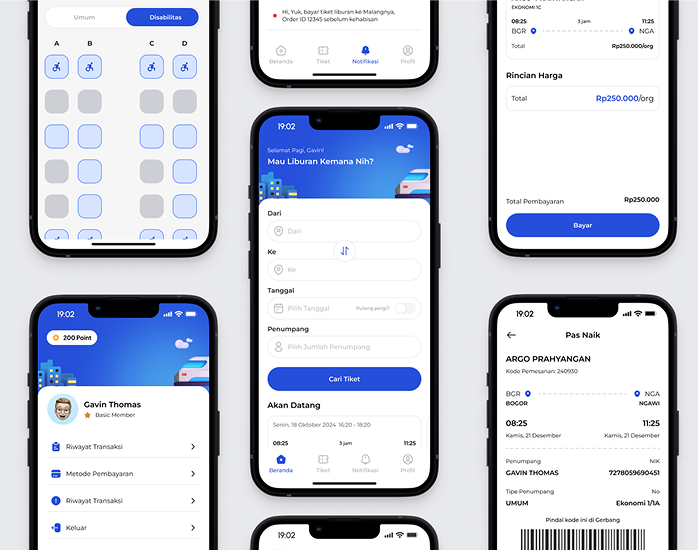 Umum
Disabilitas
A
B
C
D
Hi, Yuk, bayar tiket liburan ke Malangnya,
Order ID 12345 sebelum kehabisan
Beranda
Tiket
Notifikasi
Profil
EKONOMI 1C
08:25
3 jam
11:25
BGR
NGA
Total
Rp250.000/org
Rincian Harga
Total
Rp250.000/org
Total Pembayaran
Rp250.000
Bayar
19:02
Selamat Pagi, Gavin!
Mau Liburan Kemana Nih?
Dari
Dari
Ke
Ke
Tanggal
Pilih Tanggal
Pulang pergi?
Penumpang
Pilih Jumlah Penumpang
Cari Tiket
Akan Datang
Senin, 18 Oktober 2024 16:20 - 18:20
08:25
3 jam
11:25
Beranda
Tiket
Notifikasi
Profil
19:02
200 Point
Gavin Thomas
Basic Member
Riwayat Transaksi
Metode Pembayaran
Riwayat Transaksi
Keluar
19:02
19:02
Pas Naik
ARGO PRAHYANGAN
Kode Pemesanan: 240930
BGR
NGA
BOGOR
NGAWI
08:25
11:25
Kamis, 21 Desember
Kamis, 21 Desember
Penumpang
NIK
GAVIN THOMAS
7278059690451
Tipe Penumpang
No
UMUM
Ekonomi 1/1A
Pindai kode ini di Gerbang